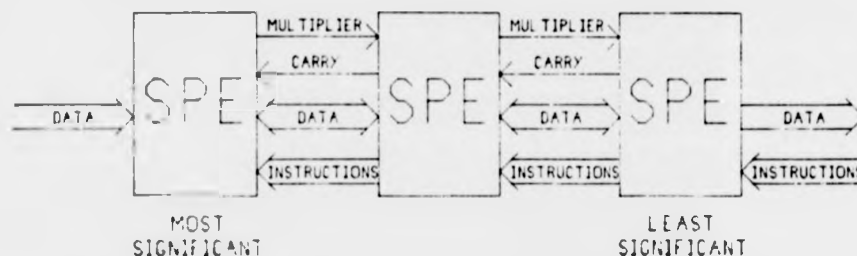 MULTIPLIER MULTIPLIER
CARRY CARRY
SPE SPE SPE
DATA DATA DATA DATA
INSTRUCTIONS INSTRUCTIONS INSTRUCTIONS
MOST LEAST
SIGNIFICANT SIGNIFICANT